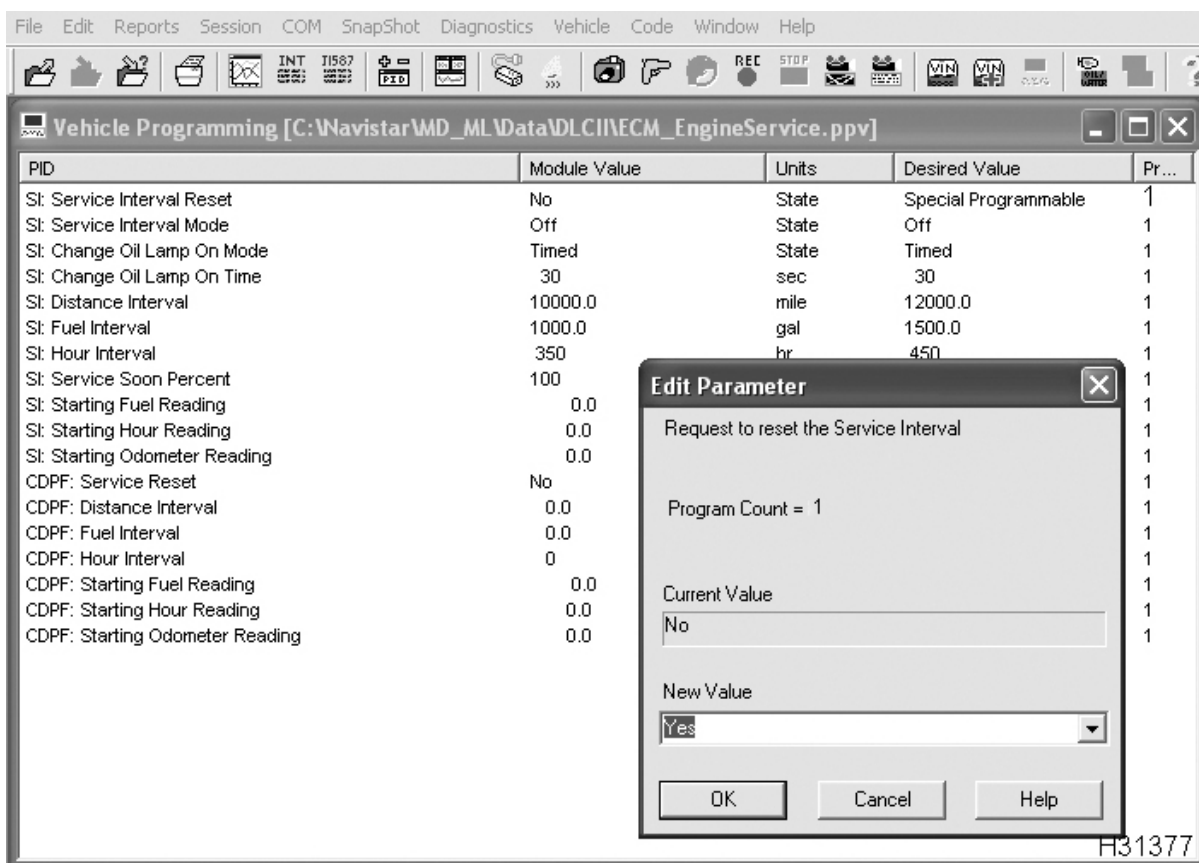 File Edit Reports Session COM SnapShot Diagnostics Vehicle Code Window Help
INT J1587 PID REC STOP VIN VIN
Vehicle Programming [C:\Navistar\MD_ML\Data\DLCII\ECM_EngineService.ppv]
PID Module Value Units Desired Value Pr...
SI: Service Interval Reset No State Special Programmable 1
SI: Service Interval Mode Off State Off 1
SI: Change Oil Lamp On Mode Timed State Timed 1
SI: Change Oil Lamp On Time 30 sec 30 1
SI: Distance Interval 10000.0 mile 12000.0 1
SI: Fuel Interval 1000.0 gal 1500.0 1
SI: Hour Interval 350 hr 450 1
SI: Service Soon Percent 100 1
SI: Starting Fuel Reading 0.0 1
SI: Starting Hour Reading 0.0 1
SI: Starting Odometer Reading 0.0 1
CDPF: Service Reset No 1
CDPF: Distance Interval 0.0 1
CDPF: Fuel Interval 0.0 1
CDPF: Hour Interval 0 1
CDPF: Starting Fuel Reading 0.0 1
CDPF: Starting Hour Reading 0.0 1
CDPF: Starting Odometer Reading 0.0 1
Edit Parameter
Request to reset the Service Interval
Program Count = 1
Current Value
No
New Value
Yes
OK Cancel Help
H31377